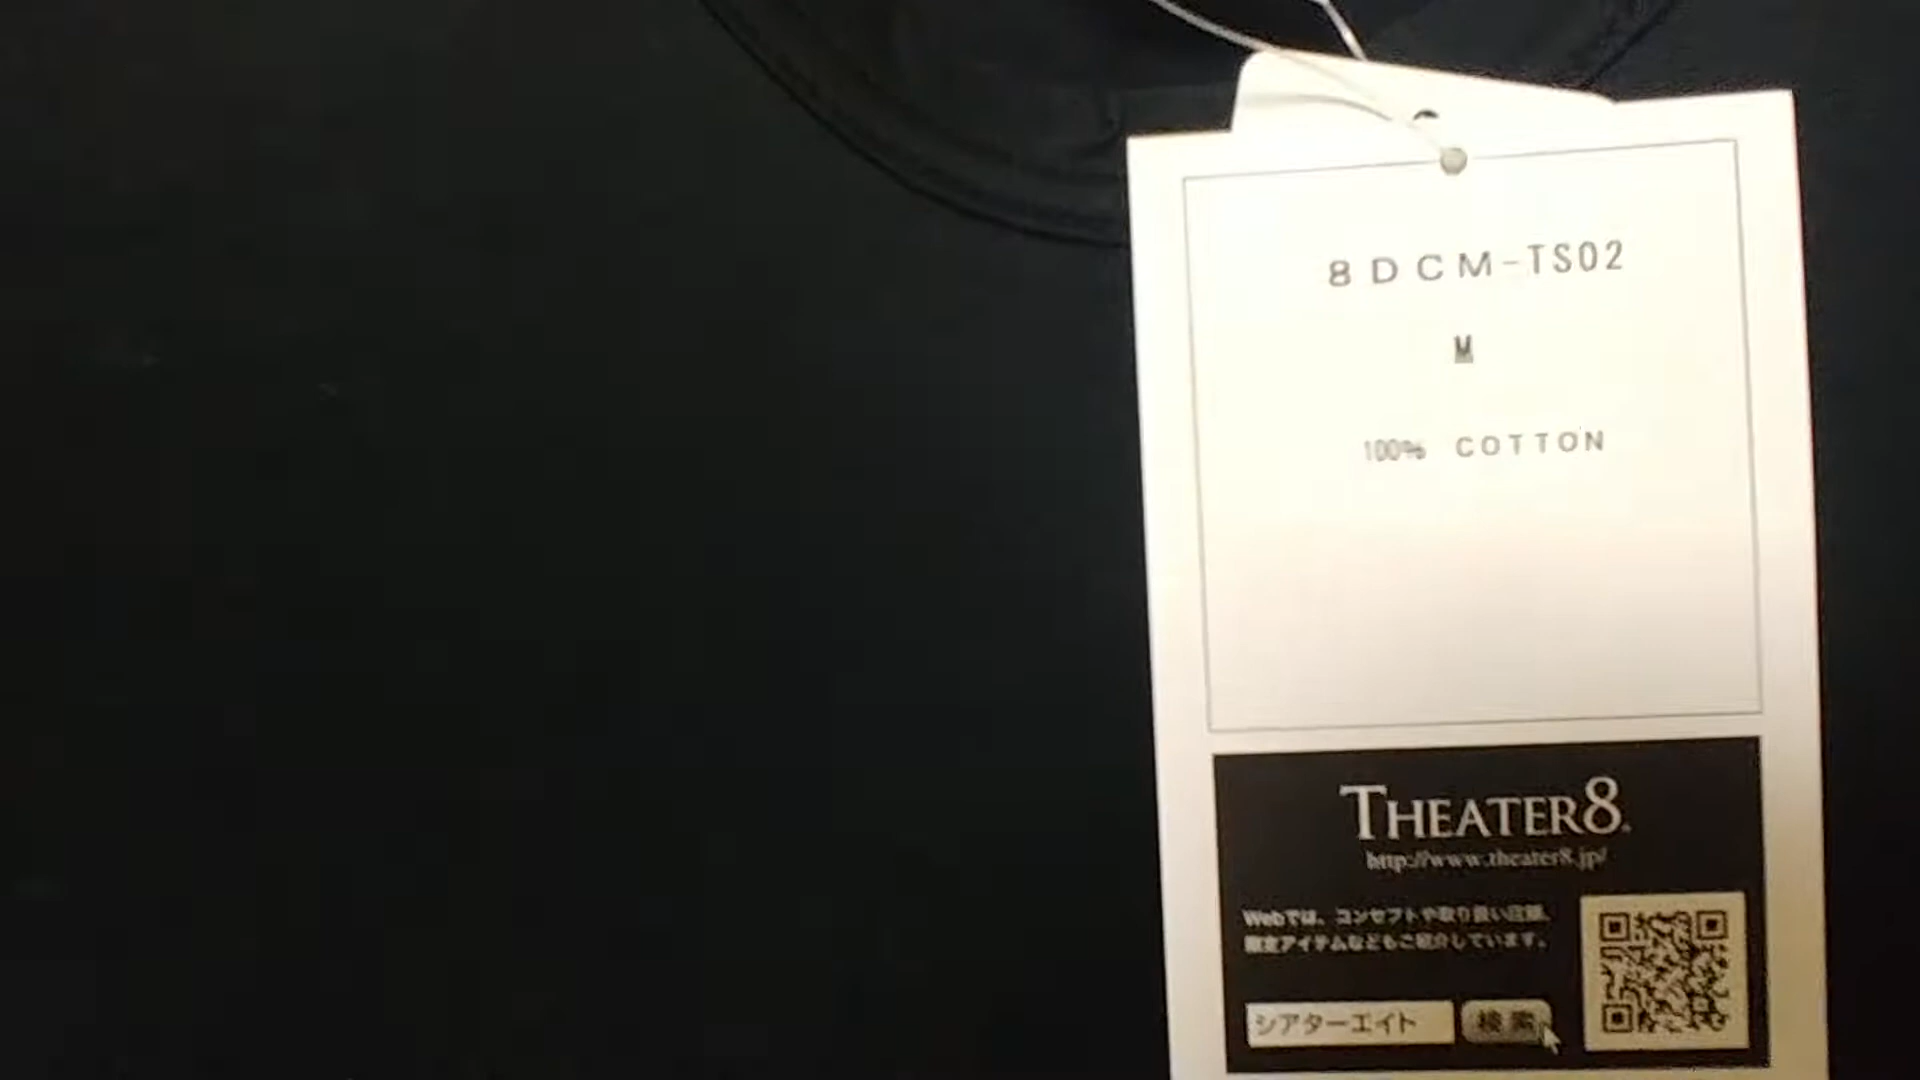 8DCM-TS02
M
100% COTTON
THEATER8.
http://www.theater8.jp/
Webでは、コンセプトや取り扱い店舗、
限定アイテムなどもご紹介しています。
シアターエイト 検索